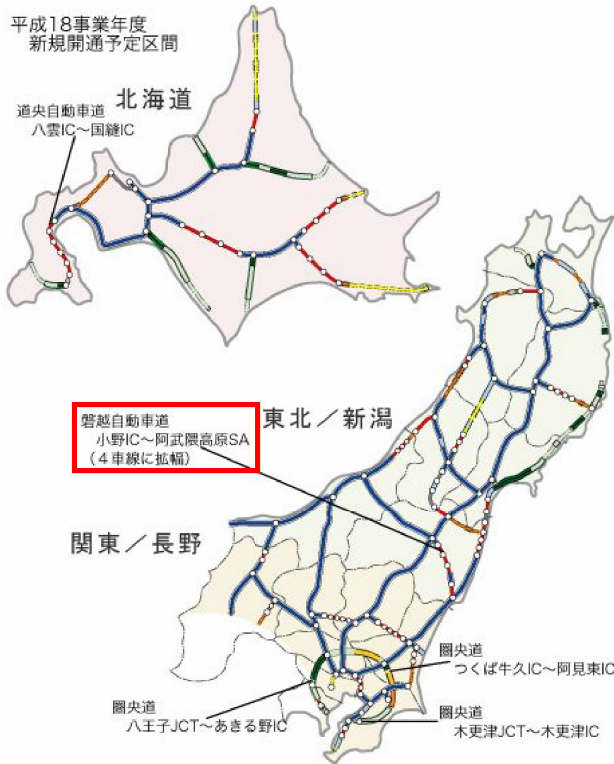 平成18事業年度
新規開通予定区間
北海道
道央自動車道
八雲IC～国縫IC
磐越自動車道
小野IC～阿武隈高原SA
（４車線に拡幅）
東北／新潟
関東／長野
圏央道
つくば牛久IC～阿見東IC
圏央道
八王子JCT～あきる野IC
圏央道
木更津JCT～木更津IC